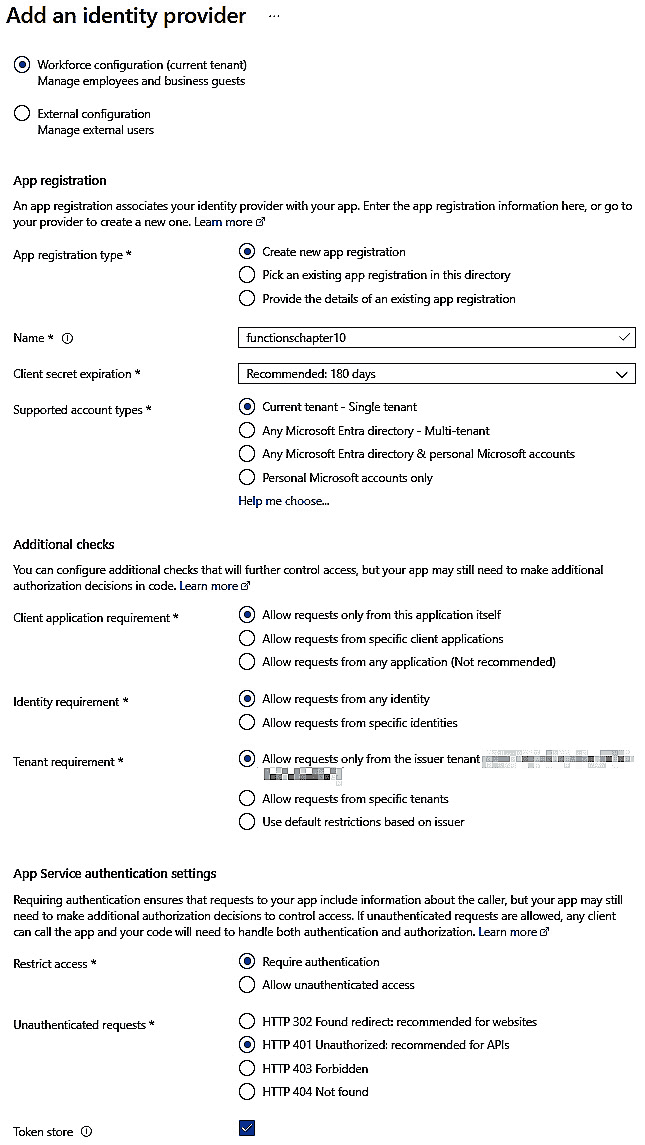 Add an identity provider ...
Workforce configuration (current tenant)
Manage employees and business guests
External configuration
Manage external users
App registration
An app registration associates your identity provider with your app. Enter the app registration information here, or go to
your provider to create a new one. Learn more
App registration type *
Create new app registration
Pick an existing app registration in this directory
Provide the details of an existing app registration
Name *
functionschapter10
Client secret expiration *
Recommended: 180 days
Supported account types *
Current tenant - Single tenant
Any Microsoft Entra directory - Multi-tenant
Any Microsoft Entra directory & personal Microsoft accounts
Personal Microsoft accounts only
Help me choose...
Additional checks
You can configure additional checks that will further control access, but your app may still need to make additional
authorization decisions in code. Learn more
Client application requirement *
Allow requests only from this application itself
Allow requests from specific client applications
Allow requests from any application (Not recommended)
Identity requirement *
Allow requests from any identity
Allow requests from specific identities
Tenant requirement *
Allow requests only from the issuer tenant
Allow requests from specific tenants
Use default restrictions based on issuer
App Service authentication settings
Requiring authentication ensures that requests to your app include information about the caller, but your app may still
need to make additional authorization decisions to control access. If unauthenticated requests are allowed, any client
can call the app and your code will need to handle both authentication and authorization. Learn more
Restrict access *
Require authentication
Allow unauthenticated access
Unauthenticated requests *
HTTP 302 Found redirect: recommended for websites
HTTP 401 Unauthorized: recommended for APIs
HTTP 403 Forbidden
HTTP 404 Not found
Token store